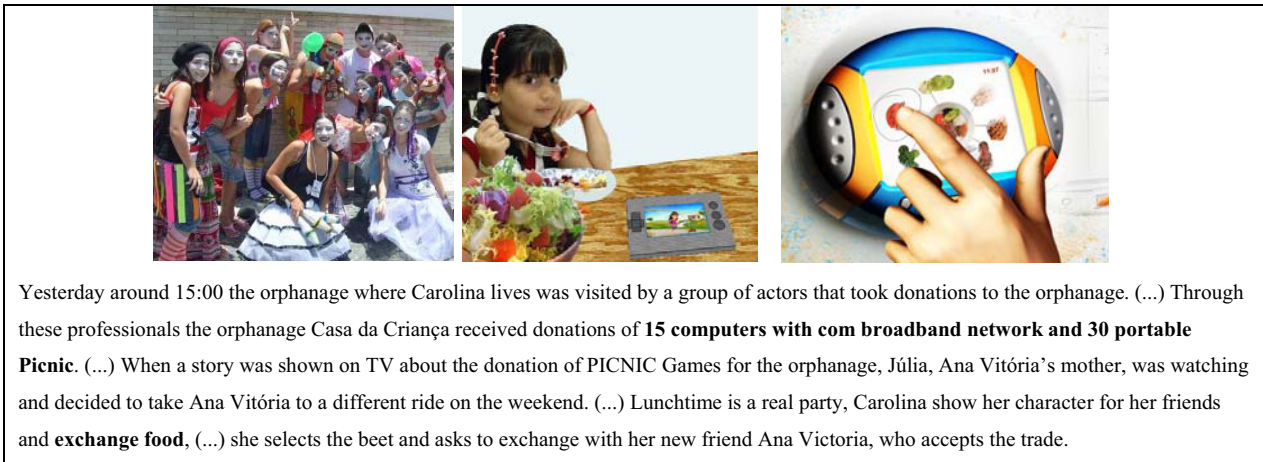 11:07
Yesterday around 15:00 the orphanage where Carolina lives was visited by a group of actors that took donations to the orphanage. (...) Through
these professionals the orphanage Casa da Criança received donations of 15 computers with com broadband network and 30 portable
Picnic. (...) When a story was shown on TV about the donation of PICNIC Games for the orphanage, Júlia, Ana Vitória’s mother, was watching
and decided to take Ana Vitória to a different ride on the weekend. (...) Lunchtime is a real party, Carolina show her character for her friends
and exchange food, (...) she selects the beet and asks to exchange with her new friend Ana Victoria, who accepts the trade.